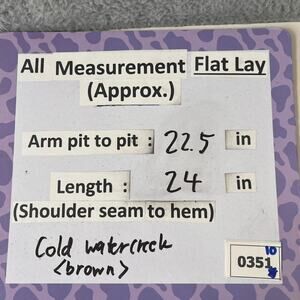 All Measurement Flat Lay
(Approx.)
Arm pit to pit : 22.5 in
Length : 24 in
(Shoulder seam to hem)
Cold watercreek
<brown>
10
0351